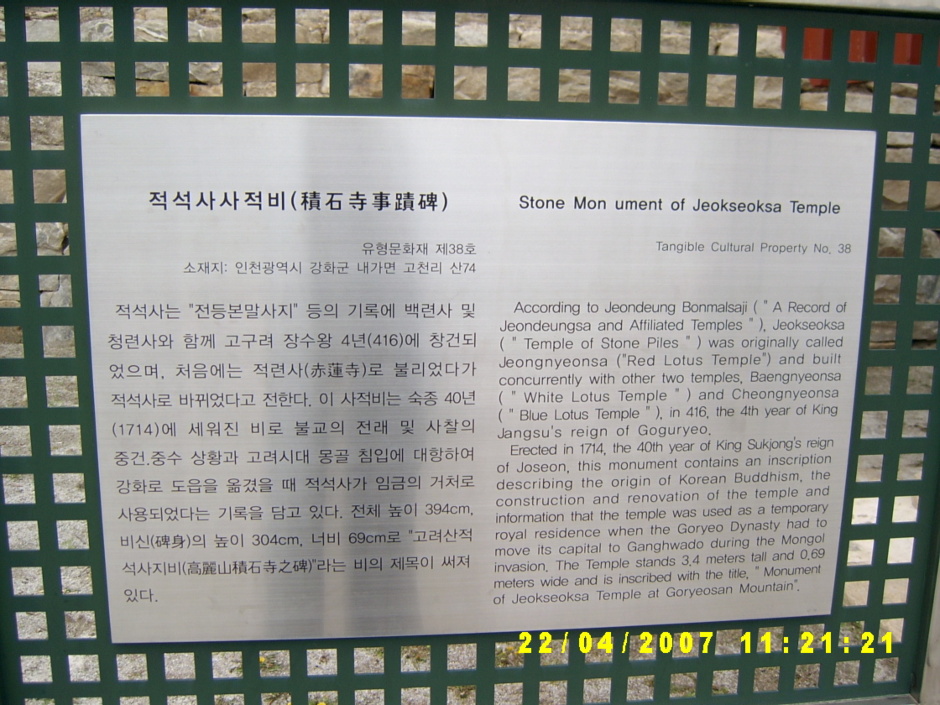 적석사사적비(積石寺事蹟碑)
유형문화재 제38호
소재지: 인천광역시 강화군 내가면 고천리 산74
적석사는 "전등본말사지" 등의 기록에 백련사 및
청련사와 함께 고구려 장수왕 4년(416)에 창건되
었으며, 처음에는 적련사(赤蓮寺)로 불리었다가
적석사로 바뀌었다고 전한다. 이 사적비는 숙종 40년
(1714)에 세워진 비로 불교의 전래 및 사찰의
중건.중수 상황과 고려시대 몽골 침입에 대항하여
강화로 도읍을 옮겼을 때 적석사가 임금의 거처로
사용되었다는 기록을 담고 있다. 전체 높이 394cm,
비신(碑身)의 높이 304cm, 너비 69cm로 "고려산적
석사지비(高麗山積石寺之碑)"라는 비의 제목이 써져
있다.
Stone Mon ument of Jeokseoksa Temple
Tangible Cultural Property No. 38
According to Jeondeung Bonmalsaji ( " A Record of
Jeondeungsa and Affiliated Temples " ), Jeokseoksa
( " Temple of Stone Piles " ) was originally called
Jeongnyeonsa ("Red Lotus Temple") and built
concurrently with other two temples, Baengnyeonsa
( " White Lotus Temple " ) and Cheongnyeonsa
( " Blue Lotus Temple " ), in 416, the 4th year of King
Jangsu's reign of Goguryeo.
Erected in 1714, the 40th year of King Sukjong's reign
of Joseon, this monument contains an inscription
describing the origin of Korean Buddhism, the
construction and renovation of the temple and
information that the temple was used as a temporary
royal residence when the Goryeo Dynasty had to
move its capital to Ganghwado during the Mongol
invasion. The Temple stands 3.4 meters tall and 0.69
meters wide and is inscribed with the title, " Monument
of Jeokseoksa Temple at Goryeosan Mountain".
22/04/2007 11:21:21